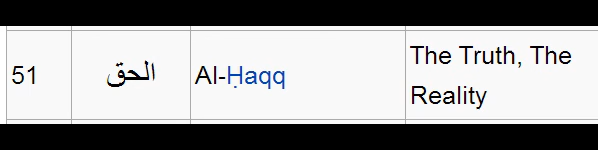 51 الحق Al-Ḥaqq The Truth, The
Reality